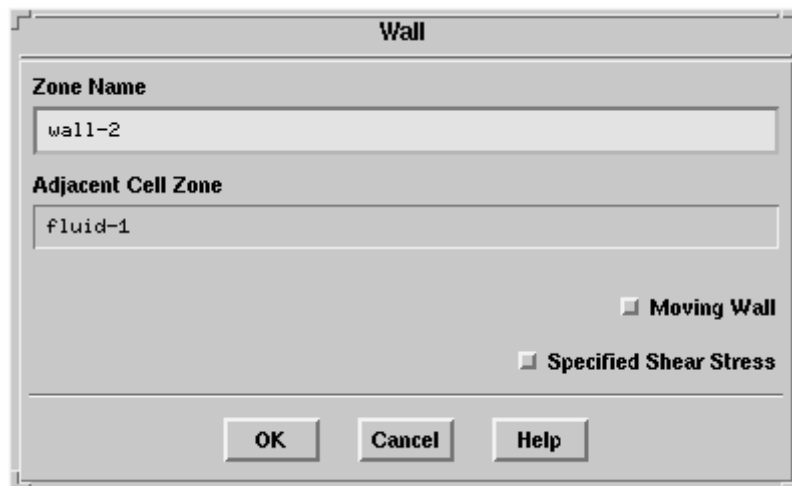 Wall
Zone Name
wall-2
Adjacent Cell Zone
fluid-1
Moving Wall
Specified Shear Stress
OK Cancel Help